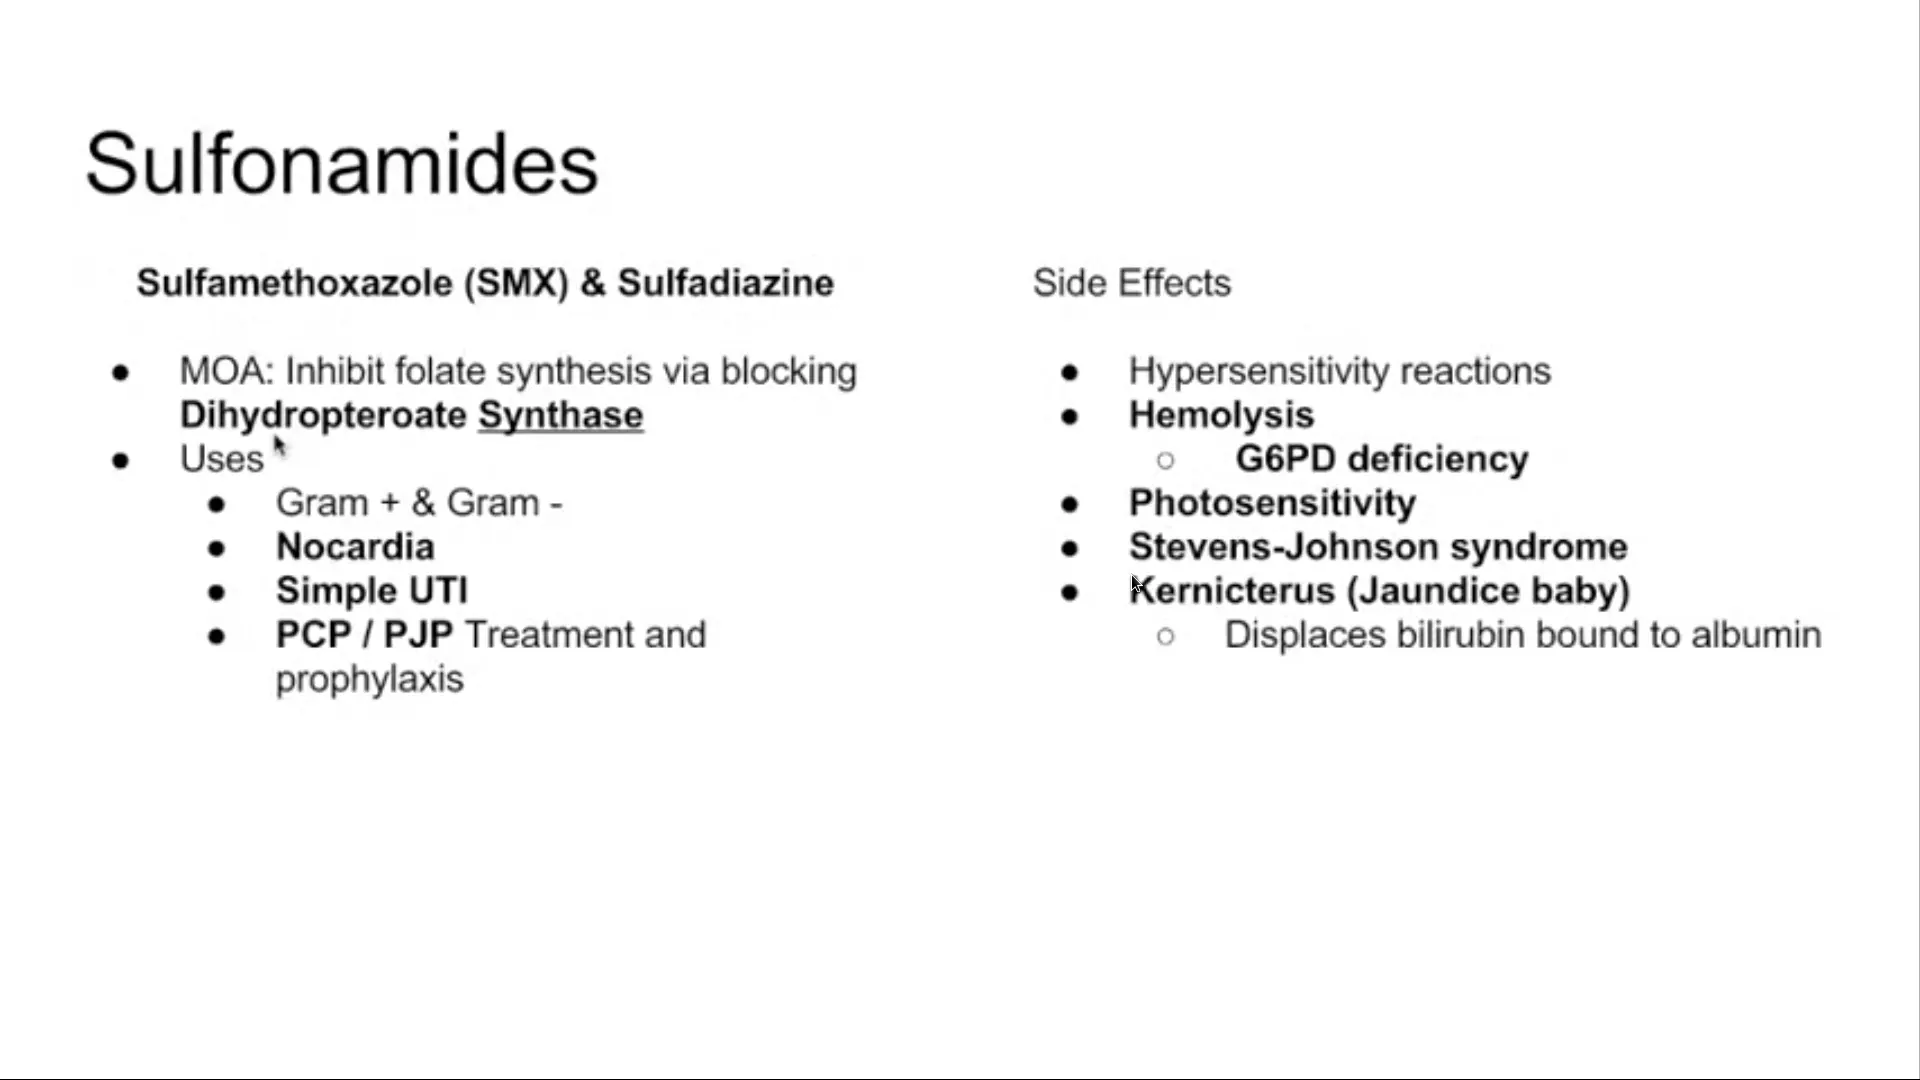 Sulfonamides
Sulfamethoxazole (SMX) & Sulfadiazine
● MOA: Inhibit folate synthesis via blocking
Dihydropteroate Synthase
● Uses
● Gram + & Gram -
● Nocardia
● Simple UTI
● PCP / PJP Treatment and
prophylaxis
Side Effects
● Hypersensitivity reactions
● Hemolysis
○ G6PD deficiency
● Photosensitivity
● Stevens-Johnson syndrome
● Kernicterus (Jaundice baby)
○ Displaces bilirubin bound to albumin